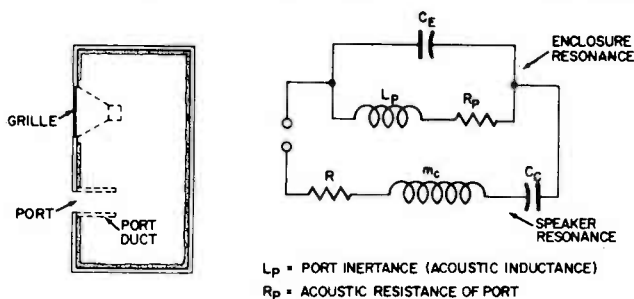 GRILLE
PORT
PORT
DUCT
C_E
L_P
R_P
ENCLOSURE
RESONANCE
R
m_c
C_C
SPEAKER
RESONANCE
L_P = PORT INERTANCE (ACOUSTIC INDUCTANCE)
R_P = ACOUSTIC RESISTANCE OF PORT